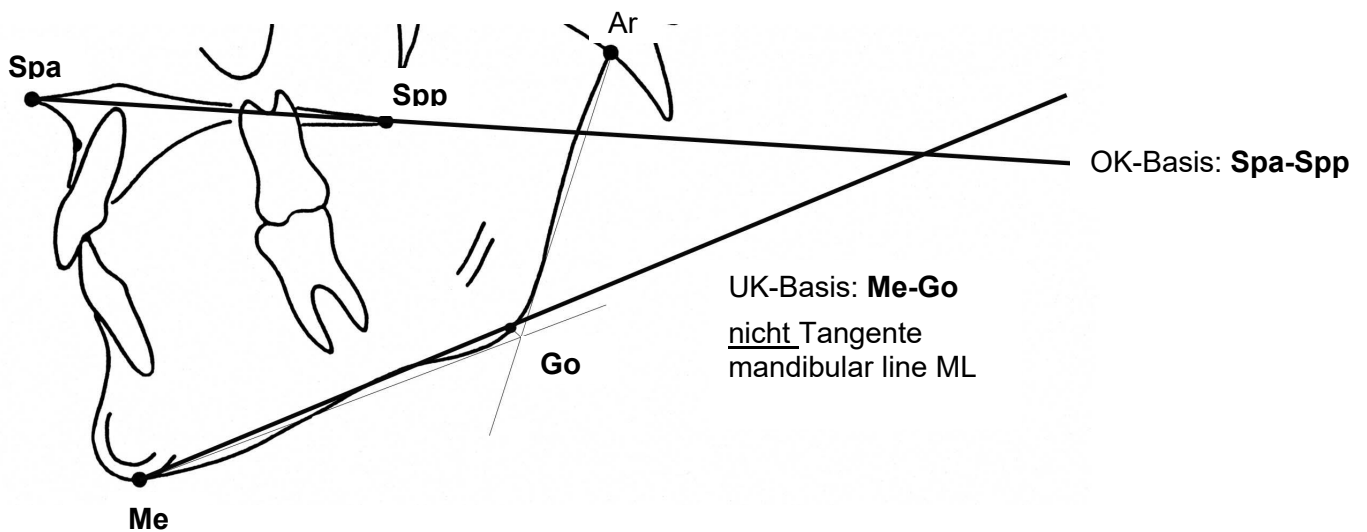 Ar
Spa
Spp
OK-Basis: Spa-Spp
UK-Basis: Me-Go
nicht Tangente
mandibular line ML
Go
Me